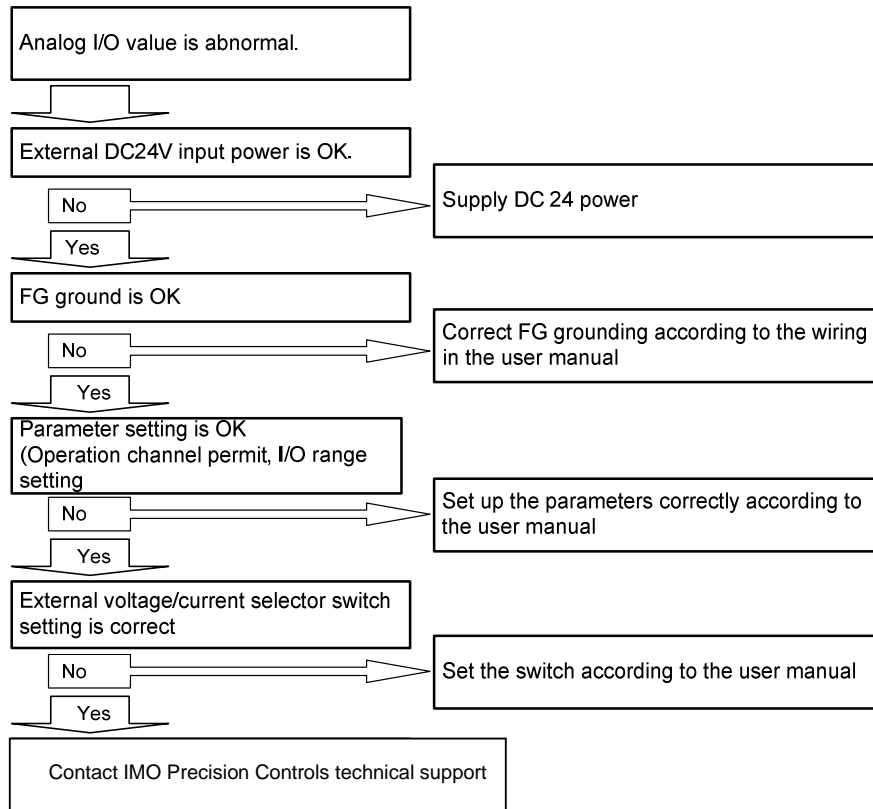 Analog I/O value is abnormal.
External DC24V input power is OK.
No
Supply DC 24 power
Yes
FG ground is OK
No
Correct FG grounding according to the wiring
in the user manual
Yes
Parameter setting is OK
(Operation channel permit, I/O range
setting
No
Set up the parameters correctly according to
the user manual
Yes
External voltage/current selector switch
setting is correct
No
Set the switch according to the user manual
Yes
Contact IMO Precision Controls technical support